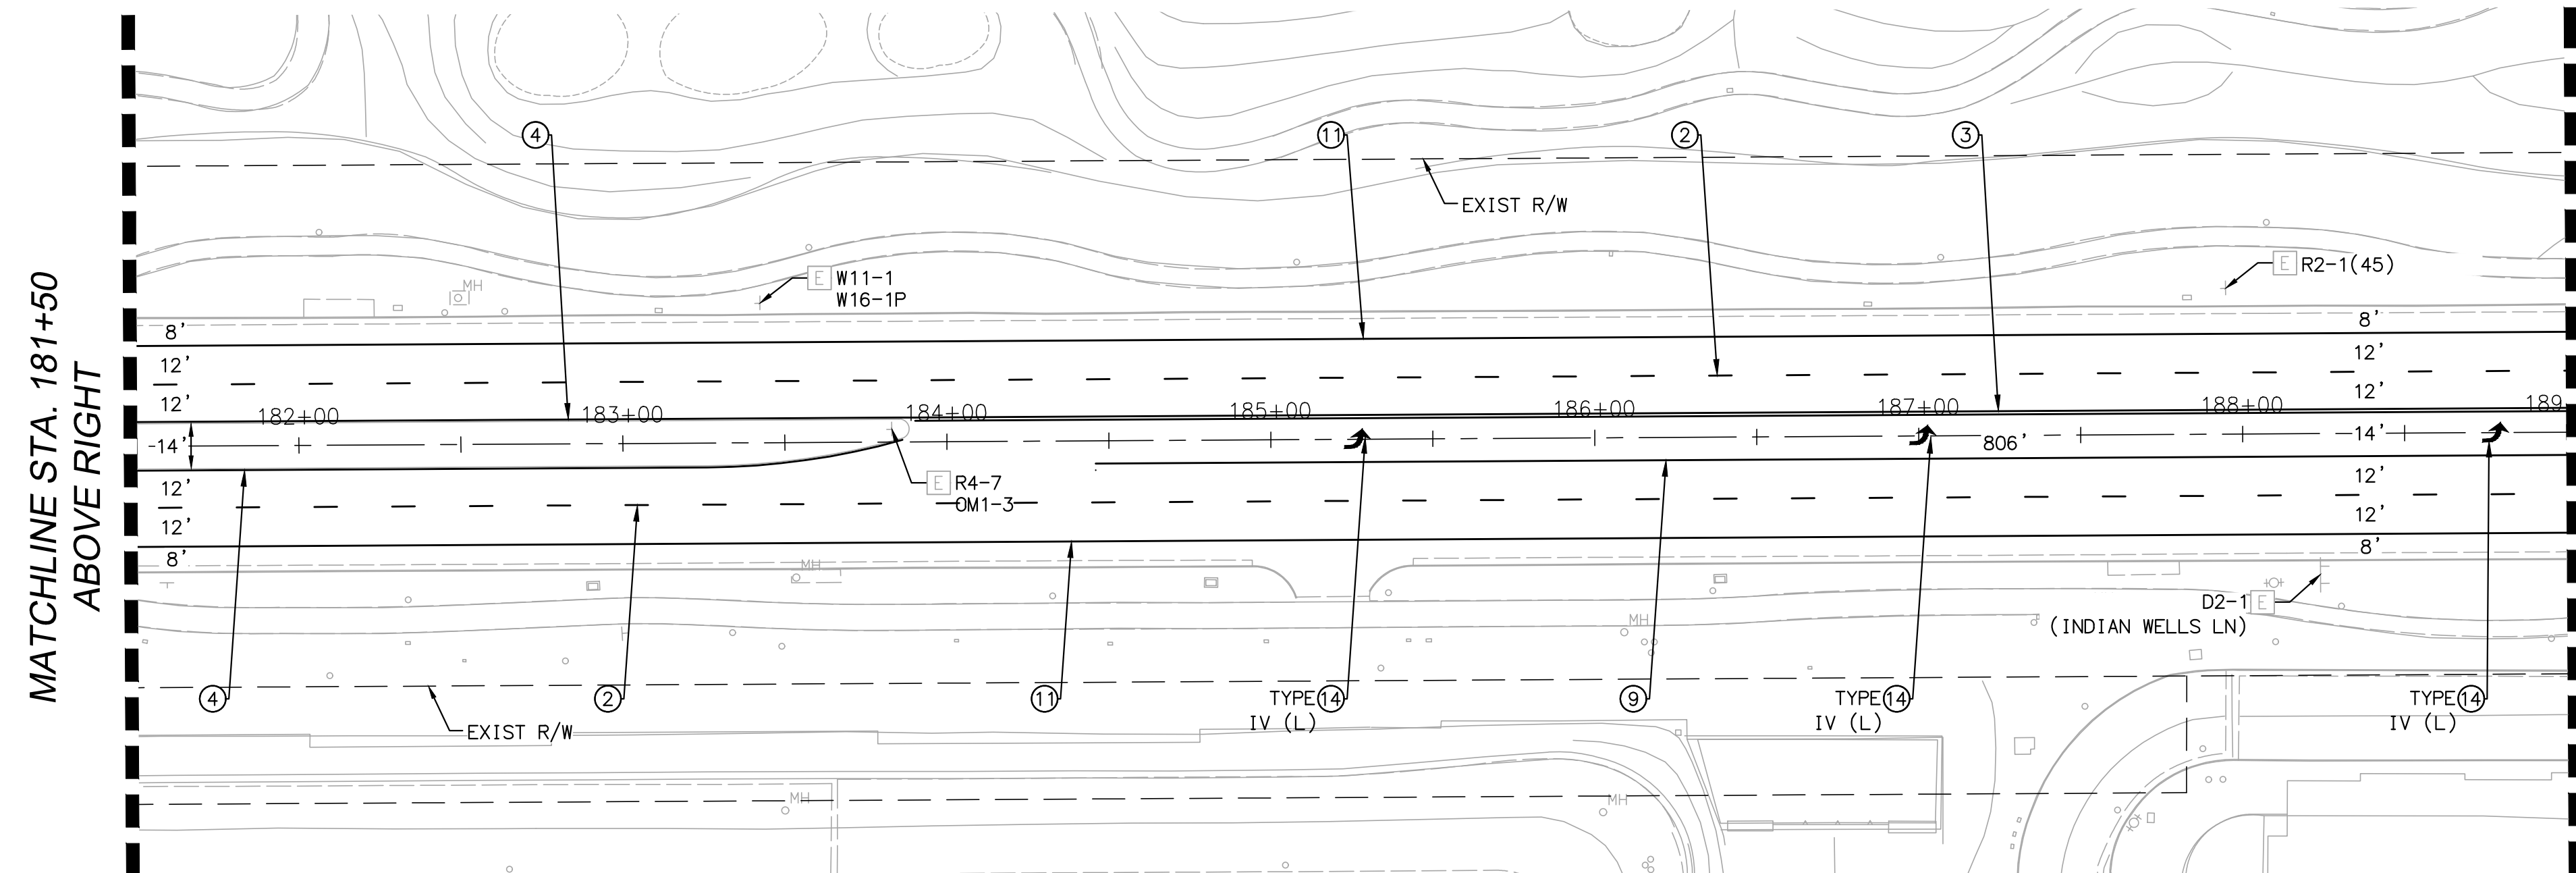 MATCHLINE STA. 181+50
ABOVE RIGHT
4
11
2
3
EXIST R/W
E W11-1
W16-1P
MH
E R2-1(45)
8'
8'
12'
12'
12'
12'
182+00
183+00
184+00
185+00
186+00
187+00
188+00
189
-14'
806'
14'
12'
12'
E R4-7
OM1-3
12'
12'
8'
8'
MH
D2-1 E
(INDIAN WELLS LN)
MH
4
2
11
TYPE 14
IV (L)
9
TYPE 14
IV (L)
TYPE 14
IV (L)
EXIST R/W
MH
MH